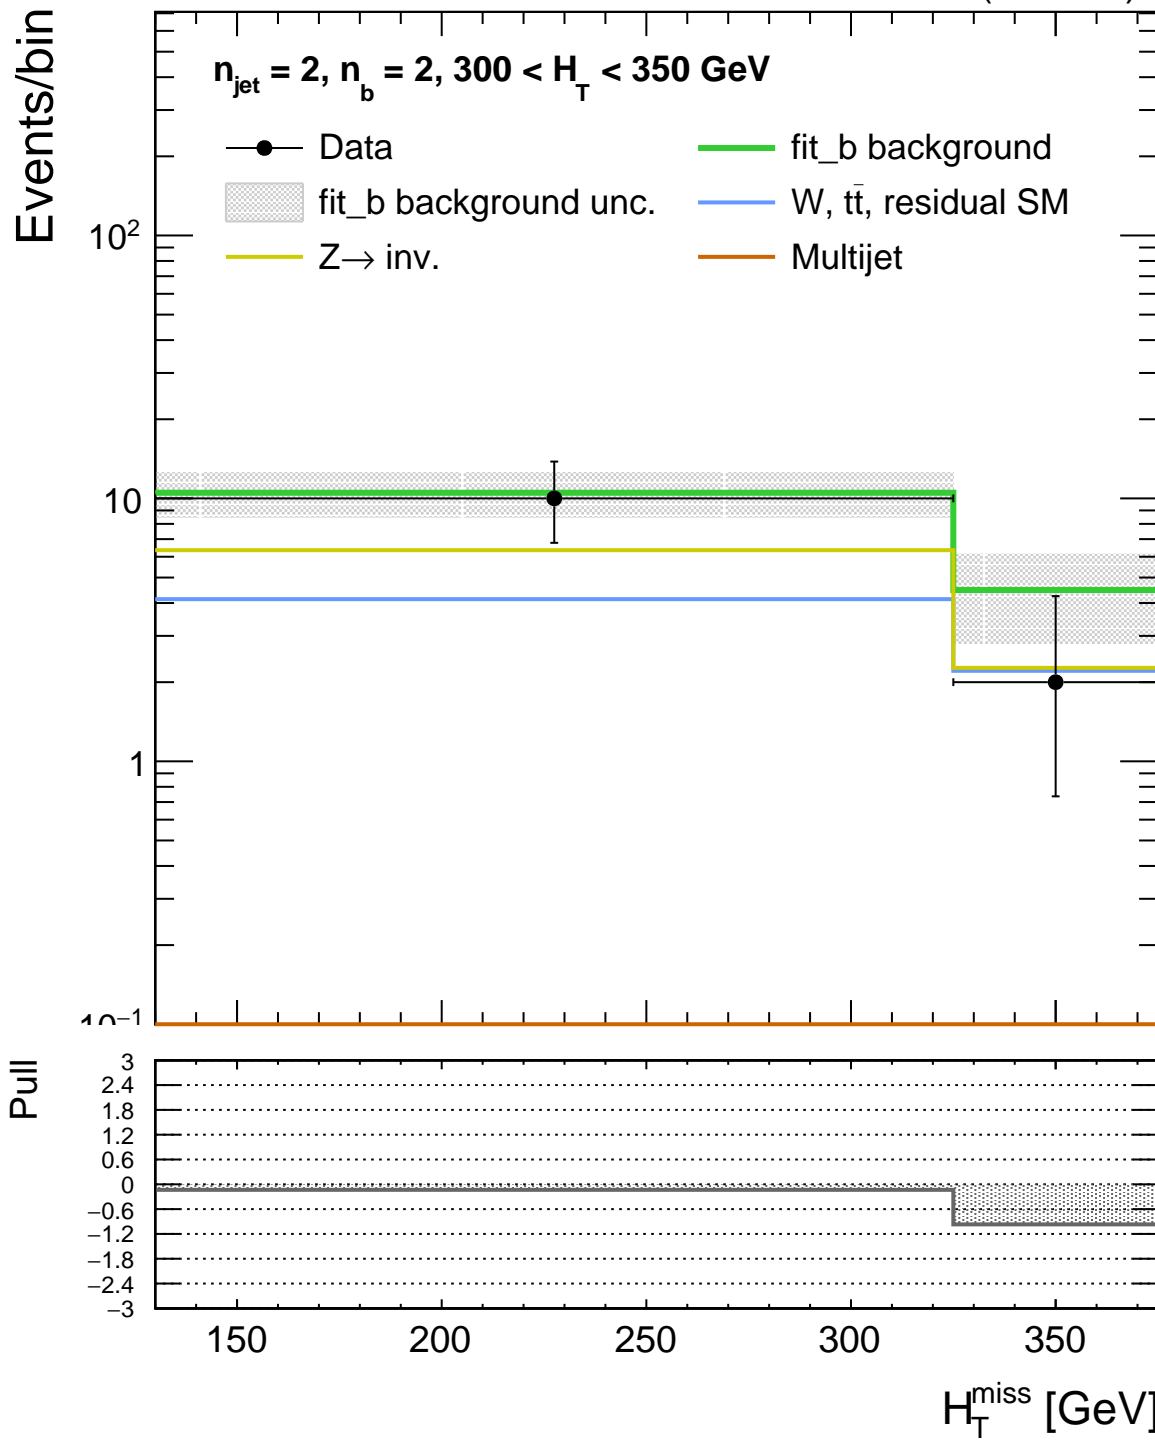 Events/bin
n_jet = 2, n_b = 2, 300 < H_T < 350 GeV
Data
fit_b background
fit_b background unc.
W, tt̄, residual SM
Z→ inv.
Multijet
10²
10
1
10⁻¹
Pull
3
2.4
1.8
1.2
0.6
0
−0.6
−1.2
−1.8
−2.4
−3
150 200 250 300 350
H_T^miss [GeV]